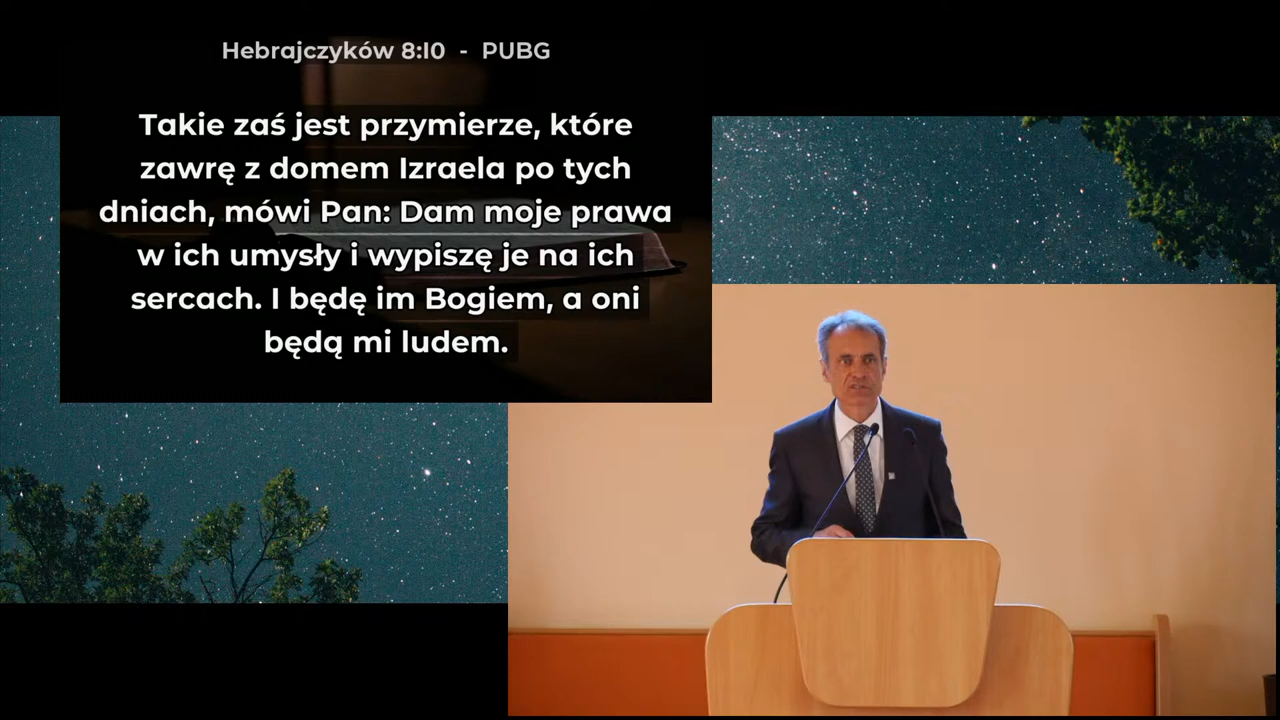 Hebrajczyków 8:10 - PUBG
Takie zaś jest przymierze, które
zawrę z domem Izraela po tych
dniach, mówi Pan: Dam moje prawa
w ich umysły i wypiszę je na ich
sercach. I będę im Bogiem, a oni
będą mi ludem.